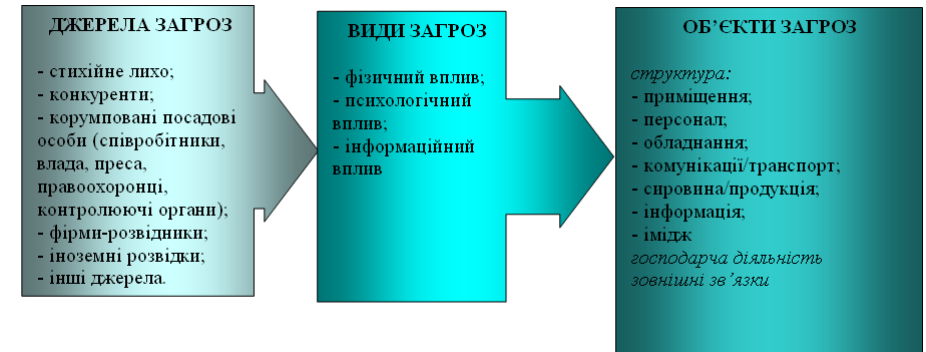 ДЖЕРЕЛА ЗАГРОЗ
- стихійне лихо;
- конкуренти;
- корумповані посадові
особи (співробітники,
влада, преса,
правоохоронці,
контролюючі органи);
- фірми-розвідники;
- іноземні розвідки;
- інші джерела.
ВИДИ ЗАГРОЗ
- фізичний вплив;
- психологічний
вплив;
- інформаційний
вплив
ОБ’ЄКТИ ЗАГРОЗ
структура:
- приміщення;
- персонал;
- обладнання;
- комунікації/транспорт;
- сировина/продукція;
- інформація;
- імідж
господарча діяльність
зовнішні зв’язки